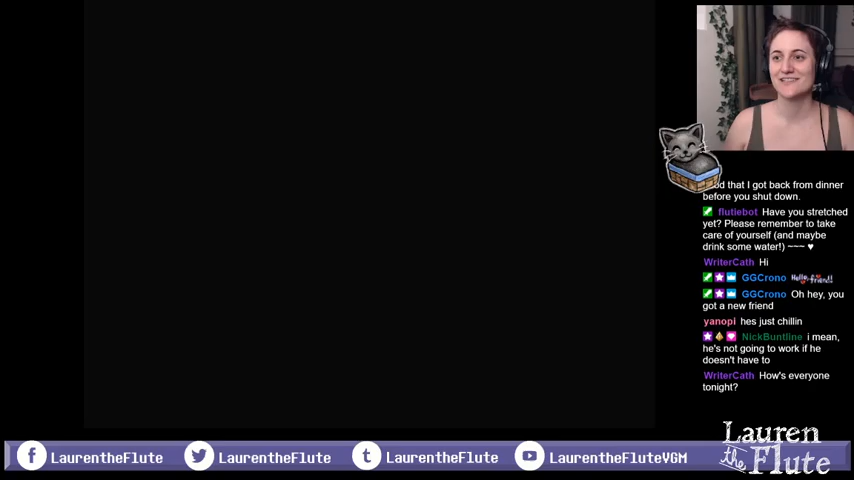 that I got back from dinner
before you shut down.
flutiebot Have you stretched
yet? Please remember to take
care of yourself (and maybe
drink some water!) ~~~ ♥
WriterCath Hi
GGCrono Hello friend!!
GGCrono Oh hey, you
got a new friend
yanopi hes just chillin
NickBuntline i mean,
he's not going to work if he
doesn't have to
WriterCath How's everyone
tonight?
Lauren
the Flute
f LaurentheFlute
LaurentheFlute
t LaurentheFlute
LaurentheFluteVGM